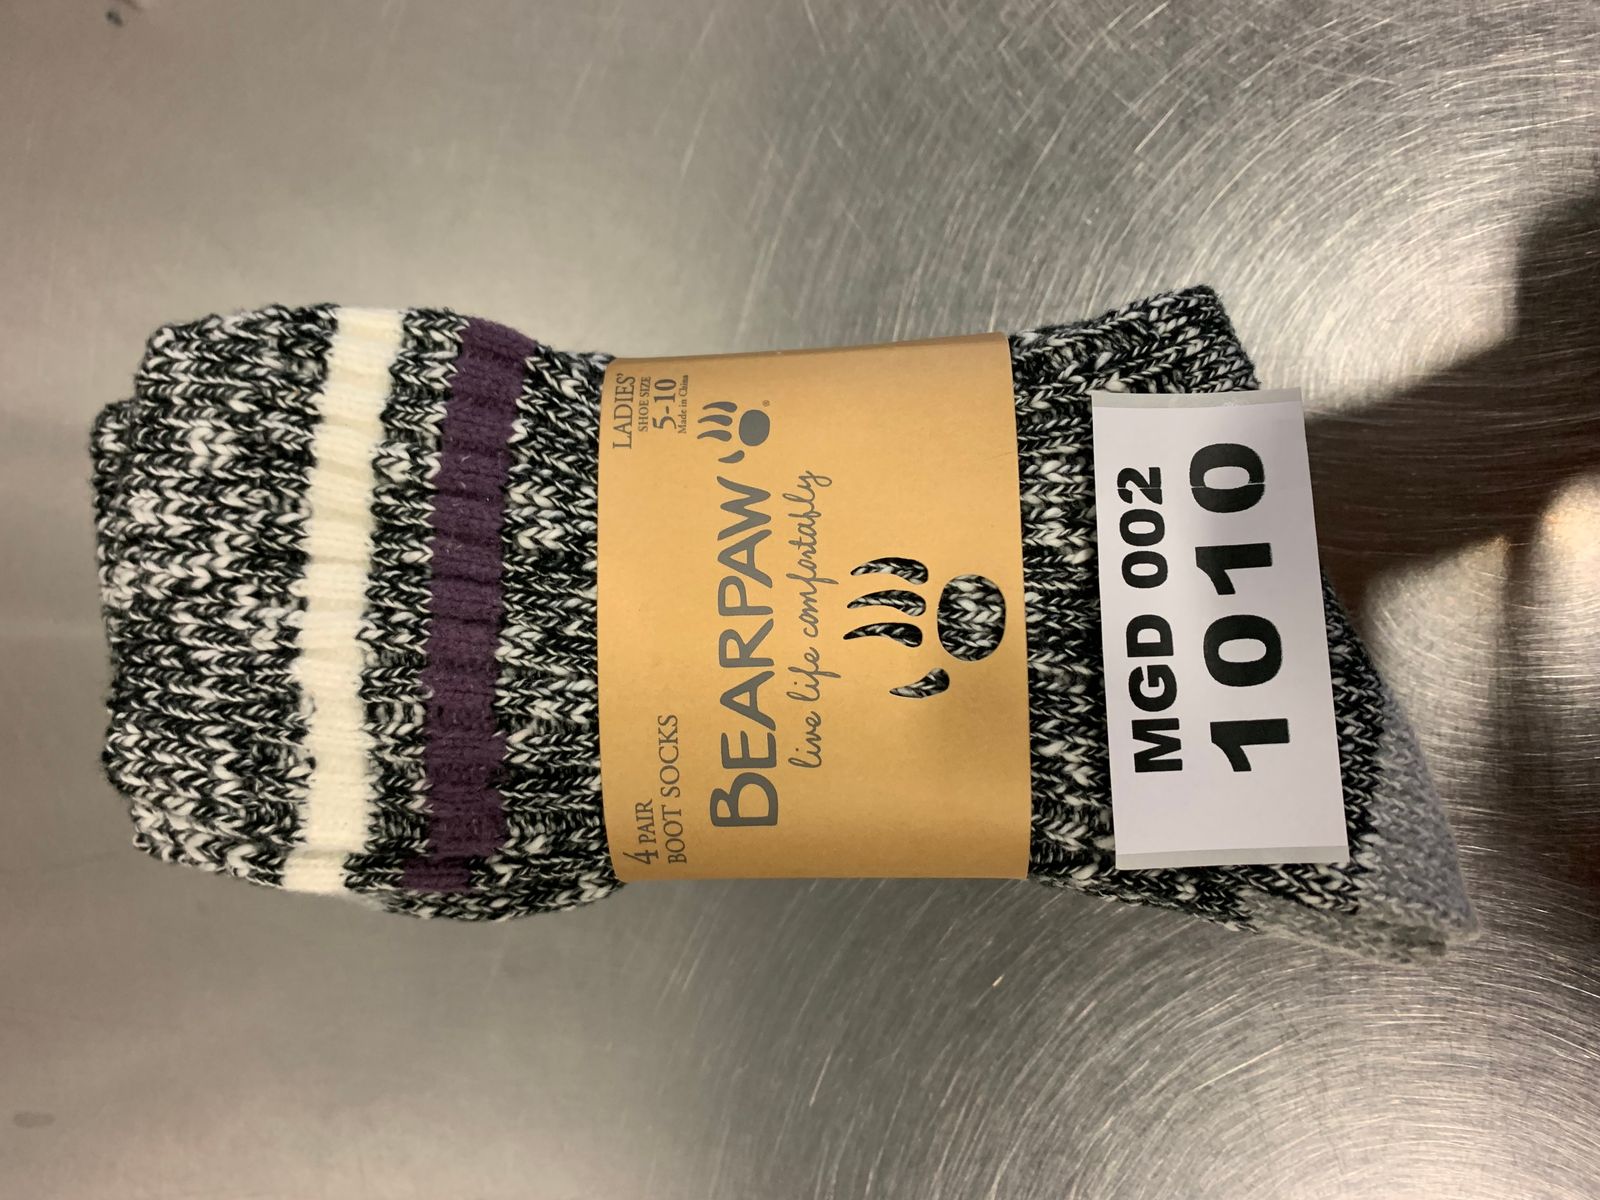 4 PAIR
BOOT SOCKS
LADIES'
SHOE SIZE
5-10
Made in China
BEARPAW®
live life comfortably
MGD 002
1010